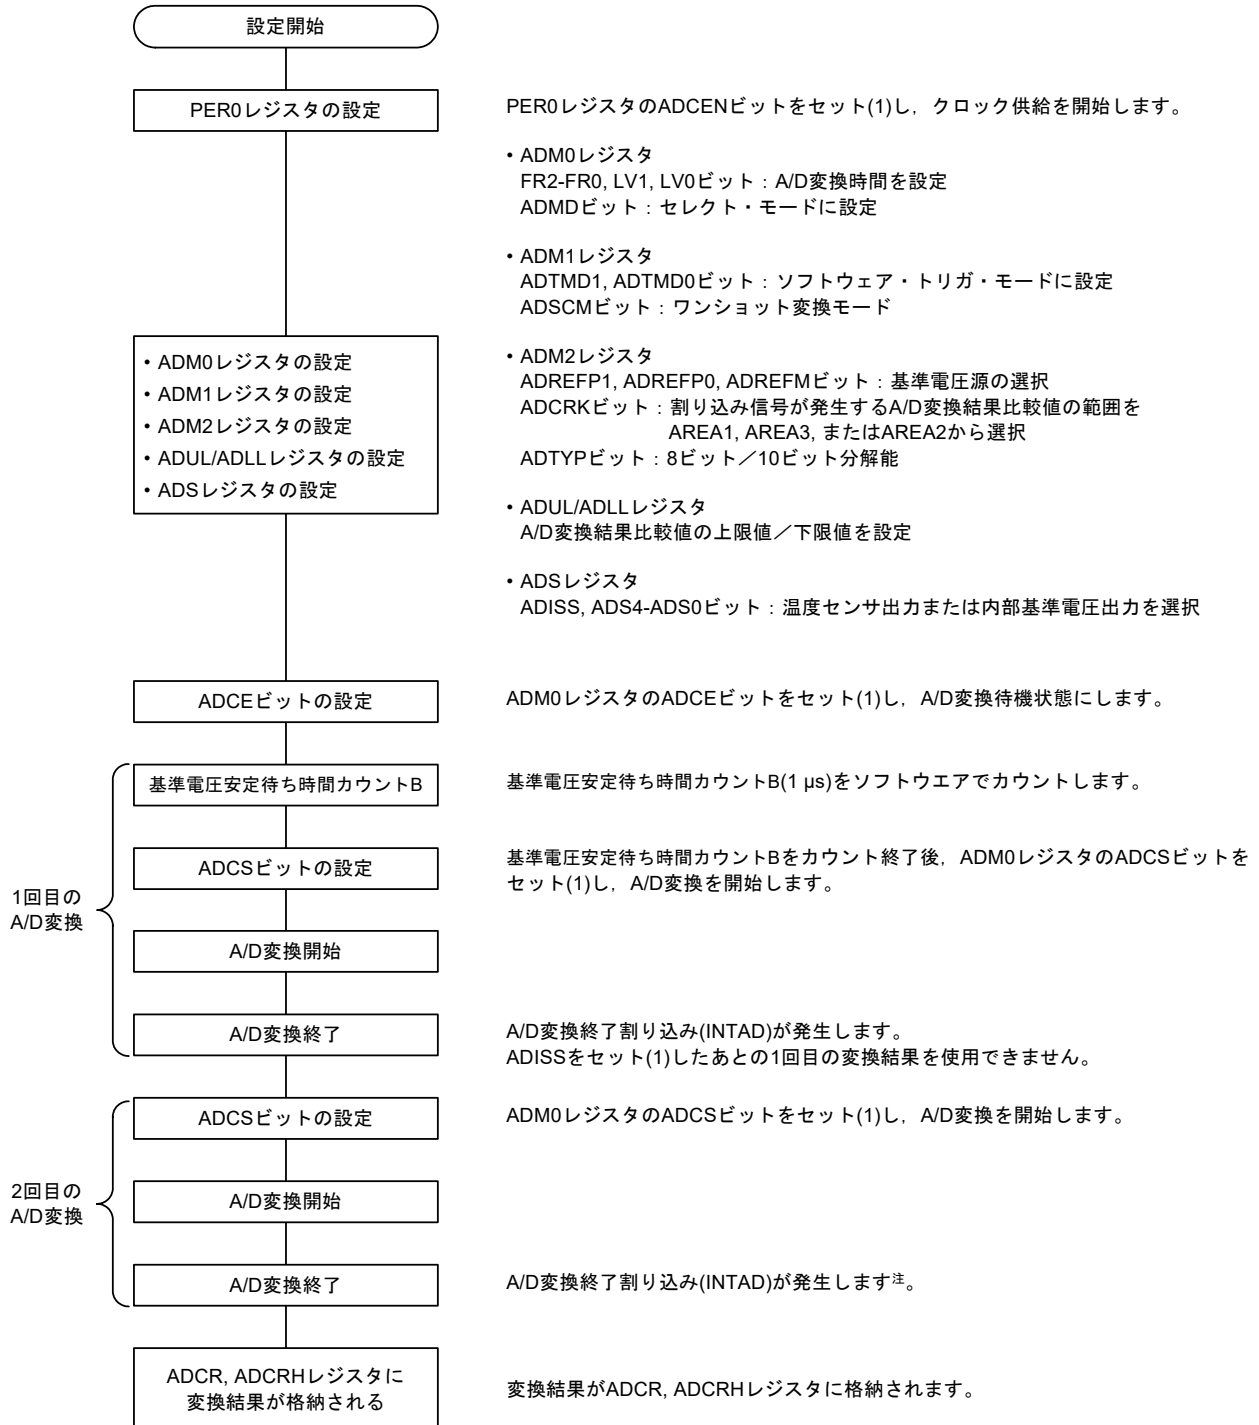 設定開始
PER0レジスタの設定
PER0レジスタのADCENビットをセット(1)し，クロック供給を開始します。
• ADM0レジスタ
FR2-FR0, LV1, LV0ビット：A/D変換時間を設定
ADMDビット：セレクト・モードに設定
• ADM1レジスタ
ADTMD1, ADTMD0ビット：ソフトウェア・トリガ・モードに設定
ADSCMビット：ワンショット変換モード
• ADM0レジスタの設定
• ADM1レジスタの設定
• ADM2レジスタの設定
• ADUL/ADLLレジスタの設定
• ADSレジスタの設定
• ADM2レジスタ
ADREFP1, ADREFP0, ADREFMビット：基準電圧源の選択
ADCRKビット：割り込み信号が発生するA/D変換結果比較値の範囲を
AREA1, AREA3, またはAREA2から選択
ADTYPビット：8ビット／10ビット分解能
• ADUL/ADLLレジスタ
A/D変換結果比較値の上限値／下限値を設定
• ADSレジスタ
ADISS, ADS4-ADS0ビット：温度センサ出力または内部基準電圧出力を選択
ADCEビットの設定
ADM0レジスタのADCEビットをセット(1)し，A/D変換待機状態にします。
1回目の
A/D変換
基準電圧安定待ち時間カウントB
基準電圧安定待ち時間カウントB(1 µs)をソフトウエアでカウントします。
ADCSビットの設定
基準電圧安定待ち時間カウントBをカウント終了後，ADM0レジスタのADCSビットを
セット(1)し，A/D変換を開始します。
A/D変換開始
A/D変換終了
A/D変換終了割り込み(INTAD)が発生します。
ADISSをセット(1)したあとの1回目の変換結果を使用できません。
2回目の
A/D変換
ADCSビットの設定
ADM0レジスタのADCSビットをセット(1)し，A/D変換を開始します。
A/D変換開始
A/D変換終了
A/D変換終了割り込み(INTAD)が発生します注。
ADCR, ADCRHレジスタに
変換結果が格納される
変換結果がADCR, ADCRHレジスタに格納されます。